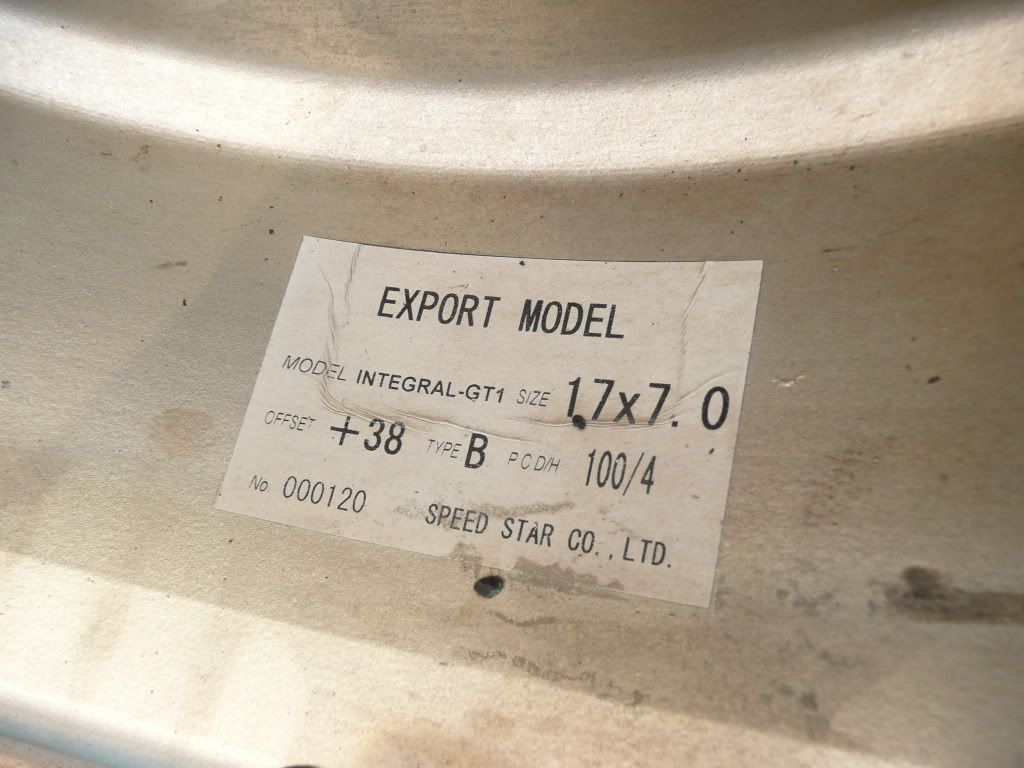 EXPORT MODEL
MODEL INTEGRAL-GT1 SIZE 17x7.0
OFFSET +38 TYPE B P C D/H 100/4
No. 000120 SPEED STAR CO.,LTD.